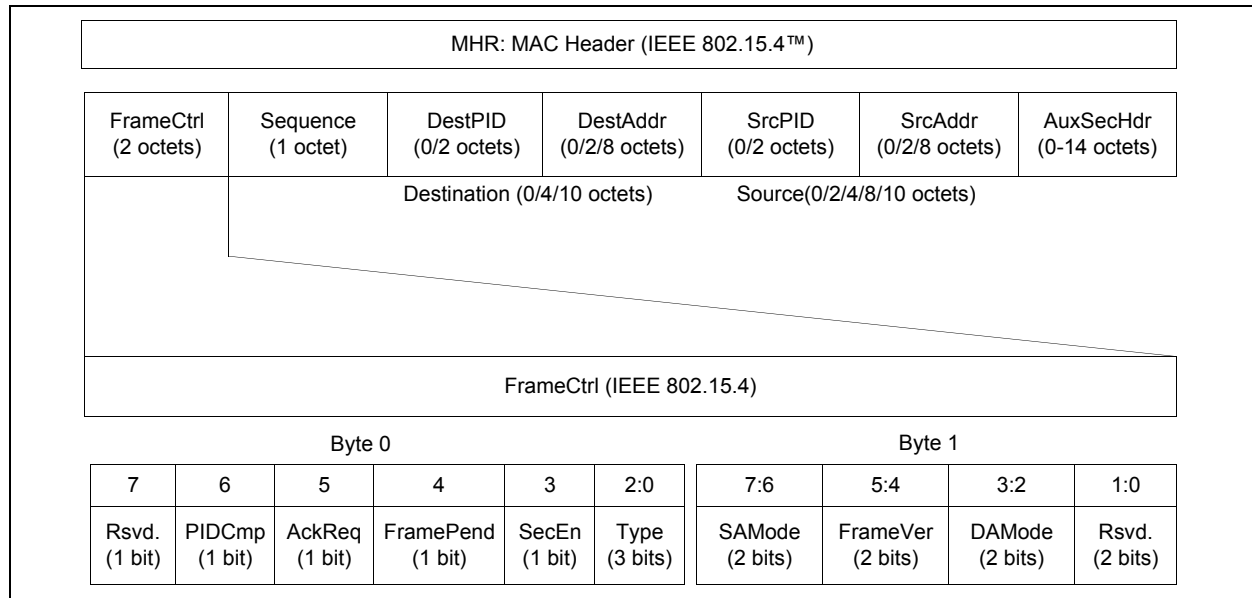 MHR: MAC Header (IEEE 802.15.4™)
FrameCtrl Sequence DestPID DestAddr SrcPID SrcAddr AuxSecHdr
(2 octets) (1 octet) (0/2 octets) (0/2/8 octets) (0/2 octets) (0/2/8 octets) (0-14 octets)
Destination (0/4/10 octets) Source(0/2/4/8/10 octets)
FrameCtrl (IEEE 802.15.4)
Byte 0 Byte 1
7 6 5 4 3 2:0 7:6 5:4 3:2 1:0
Rsvd. PIDCmp AckReq FramePend SecEn Type SAMode FrameVer DAMode Rsvd.
(1 bit) (1 bit) (1 bit) (1 bit) (1 bit) (3 bits) (2 bits) (2 bits) (2 bits) (2 bits)